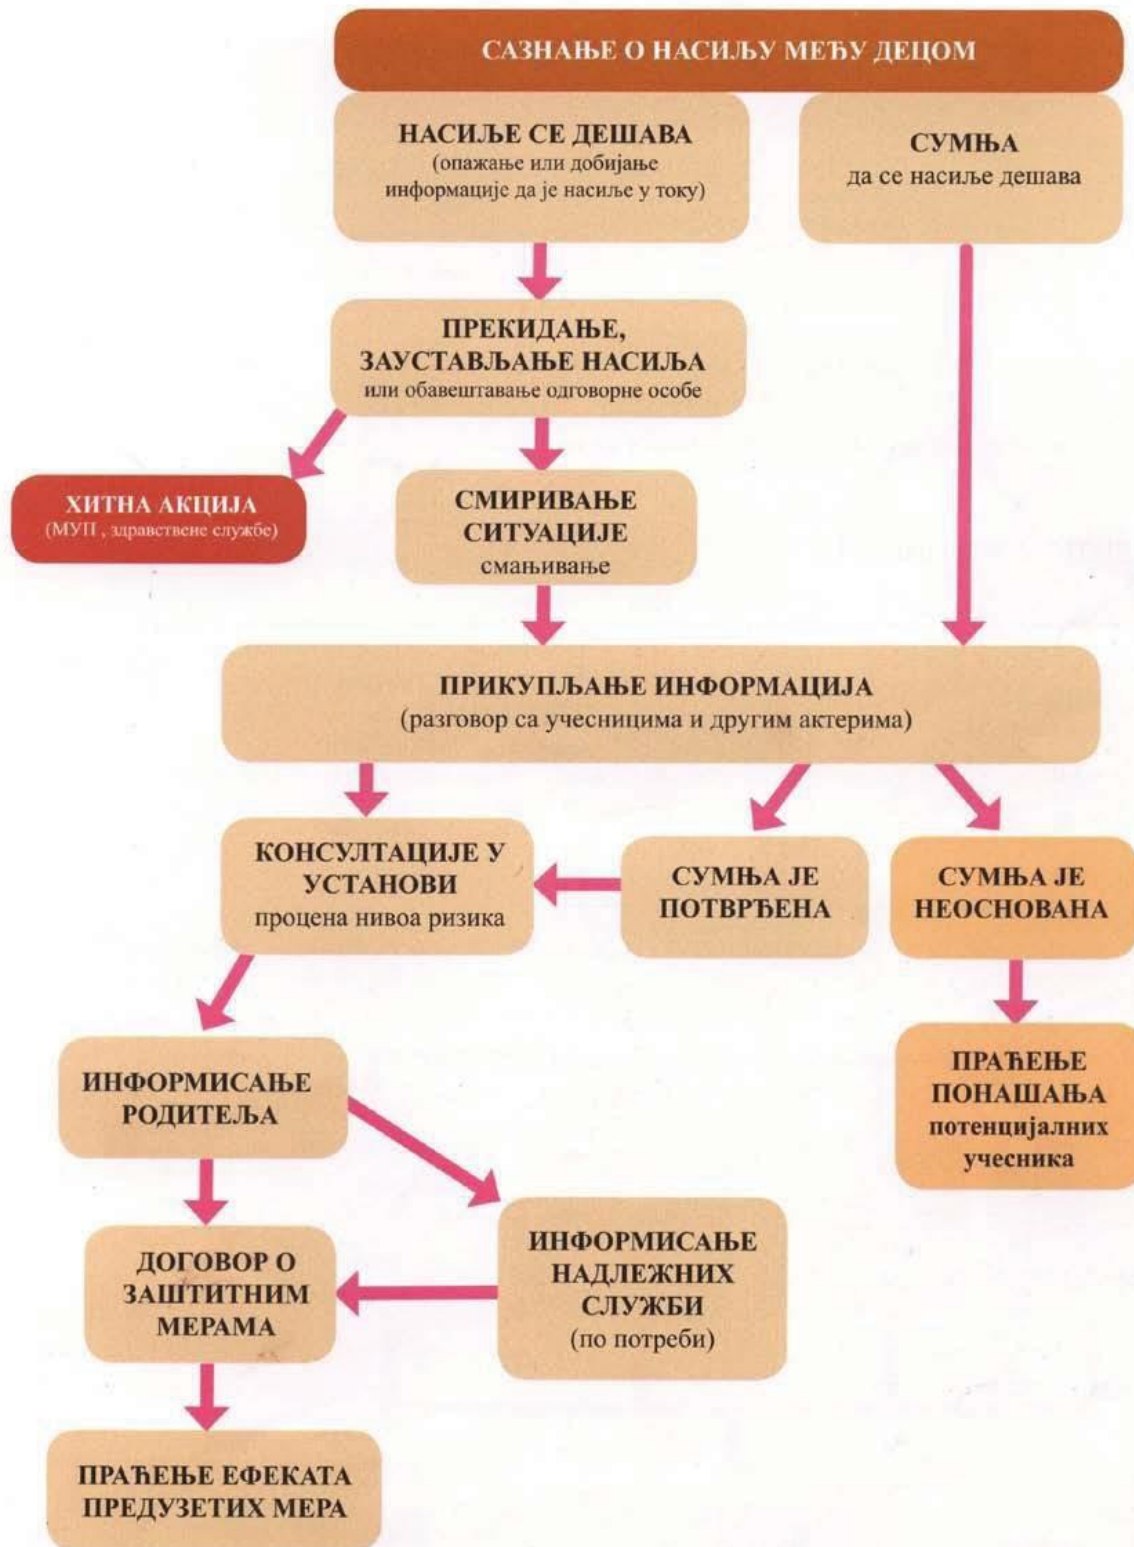 САЗНАЊЕ О НАСИЉУ МЕЂУ ДЕЦОМ
НАСИЉЕ СЕ ДЕШАВА
(опажање или добијање
информације да је насиље у току)
СУМЊА
да се насиље дешава
ПРЕКИДАЊЕ,
ЗАУСТАВЉАЊЕ НАСИЉА
или обавештавање одговорне особе
ХИТНА АКЦИЈА
(МУП , здравствене службе)
СМИРИВАЊЕ
СИТУАЦИЈЕ
смањивање
ПРИКУПЉАЊЕ ИНФОРМАЦИЈА
(разговор са учесницима и другим актерима)
КОНСУЛТАЦИЈЕ У
УСТАНОВИ
процена нивоа ризика
СУМЊА ЈЕ
ПОТВРЂЕНА
СУМЊА ЈЕ
НЕОСНОВАНА
ИНФОРМИСАЊЕ
РОДИТЕЉА
ПРАЋЕЊЕ
ПОНАШАЊА
потенцијалних
учесника
ДОГОВОР О
ЗАШТИТНИМ
МЕРАМА
ИНФОРМИСАЊЕ
НАДЛЕЖНИХ
СЛУЖБИ
(по потреби)
ПРАЋЕЊЕ ЕФЕКАТА
ПРЕДУЗЕТИХ МЕРА